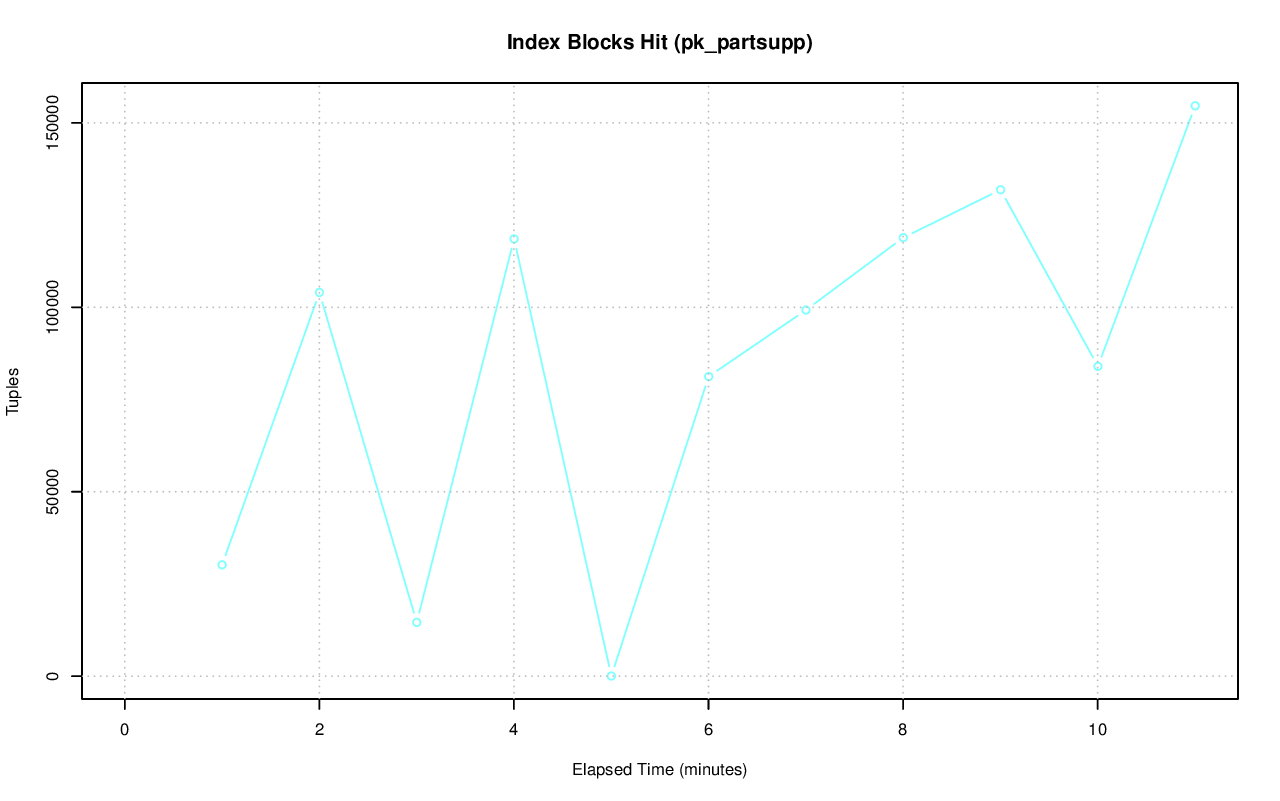 Index Blocks Hit (pk_partsupp)
150000
100000
50000
0
Tuples
0 2 4 6 8 10
Elapsed Time (minutes)